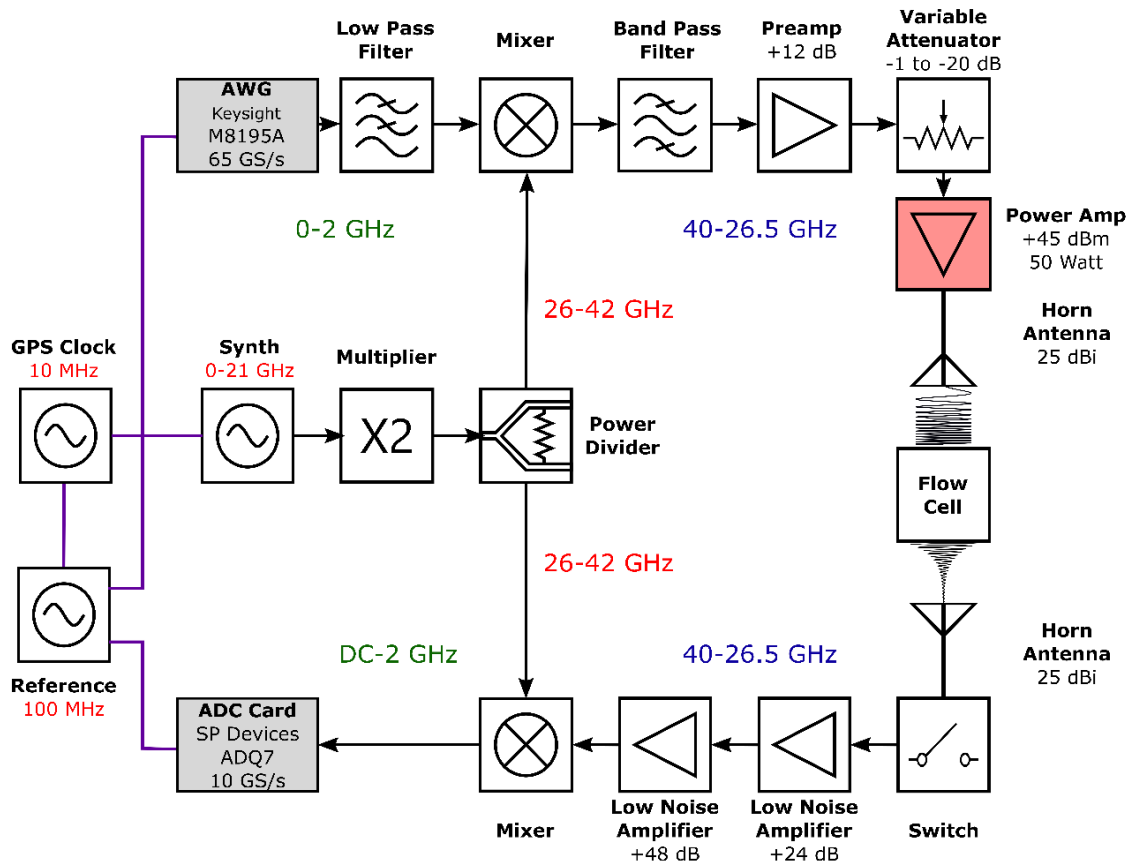 Low Pass
Filter
Mixer
Band Pass
Filter
Preamp
+12 dB
Variable
Attenuator
-1 to -20 dB
AWG
Keysight
M8195A
65 GS/s
0-2 GHz
40-26.5 GHz
Power Amp
+45 dBm
50 Watt
26-42 GHz
Horn
Antenna
25 dBi
GPS Clock
10 MHz
Synth
0-21 GHz
Multiplier
X2
Power
Divider
Flow
Cell
26-42 GHz
DC-2 GHz
40-26.5 GHz
Horn
Antenna
25 dBi
Reference
100 MHz
ADC Card
SP Devices
ADQ7
10 GS/s
Mixer
Low Noise
Amplifier
+48 dB
Low Noise
Amplifier
+24 dB
Switch